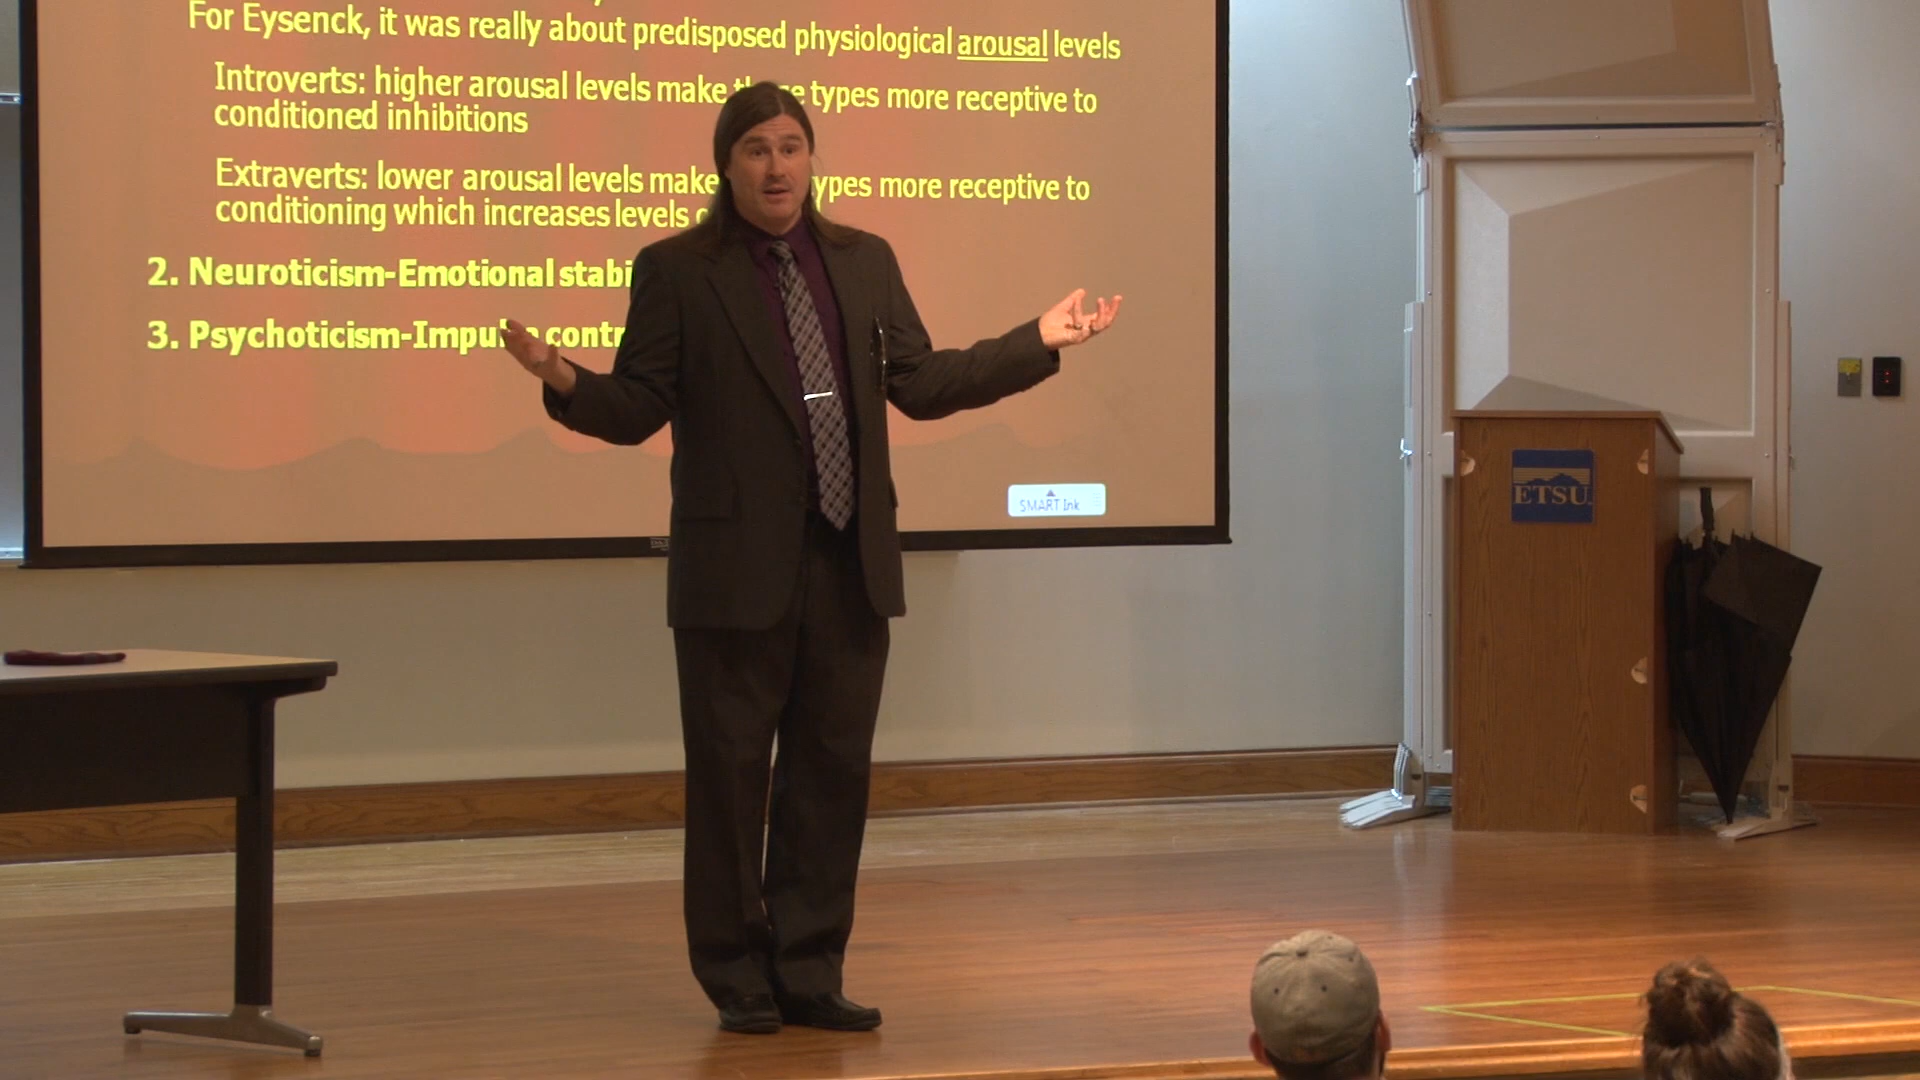 For Eysenck, it was really about predisposed physiological arousal levels
Introverts: higher arousal levels make types more receptive to
conditioned inhibitions
Extraverts: lower arousal levels make types more receptive to
conditioning which increases levels
2. Neuroticism-Emotional
3. Psychoticism-
SMART Ink
ETSU